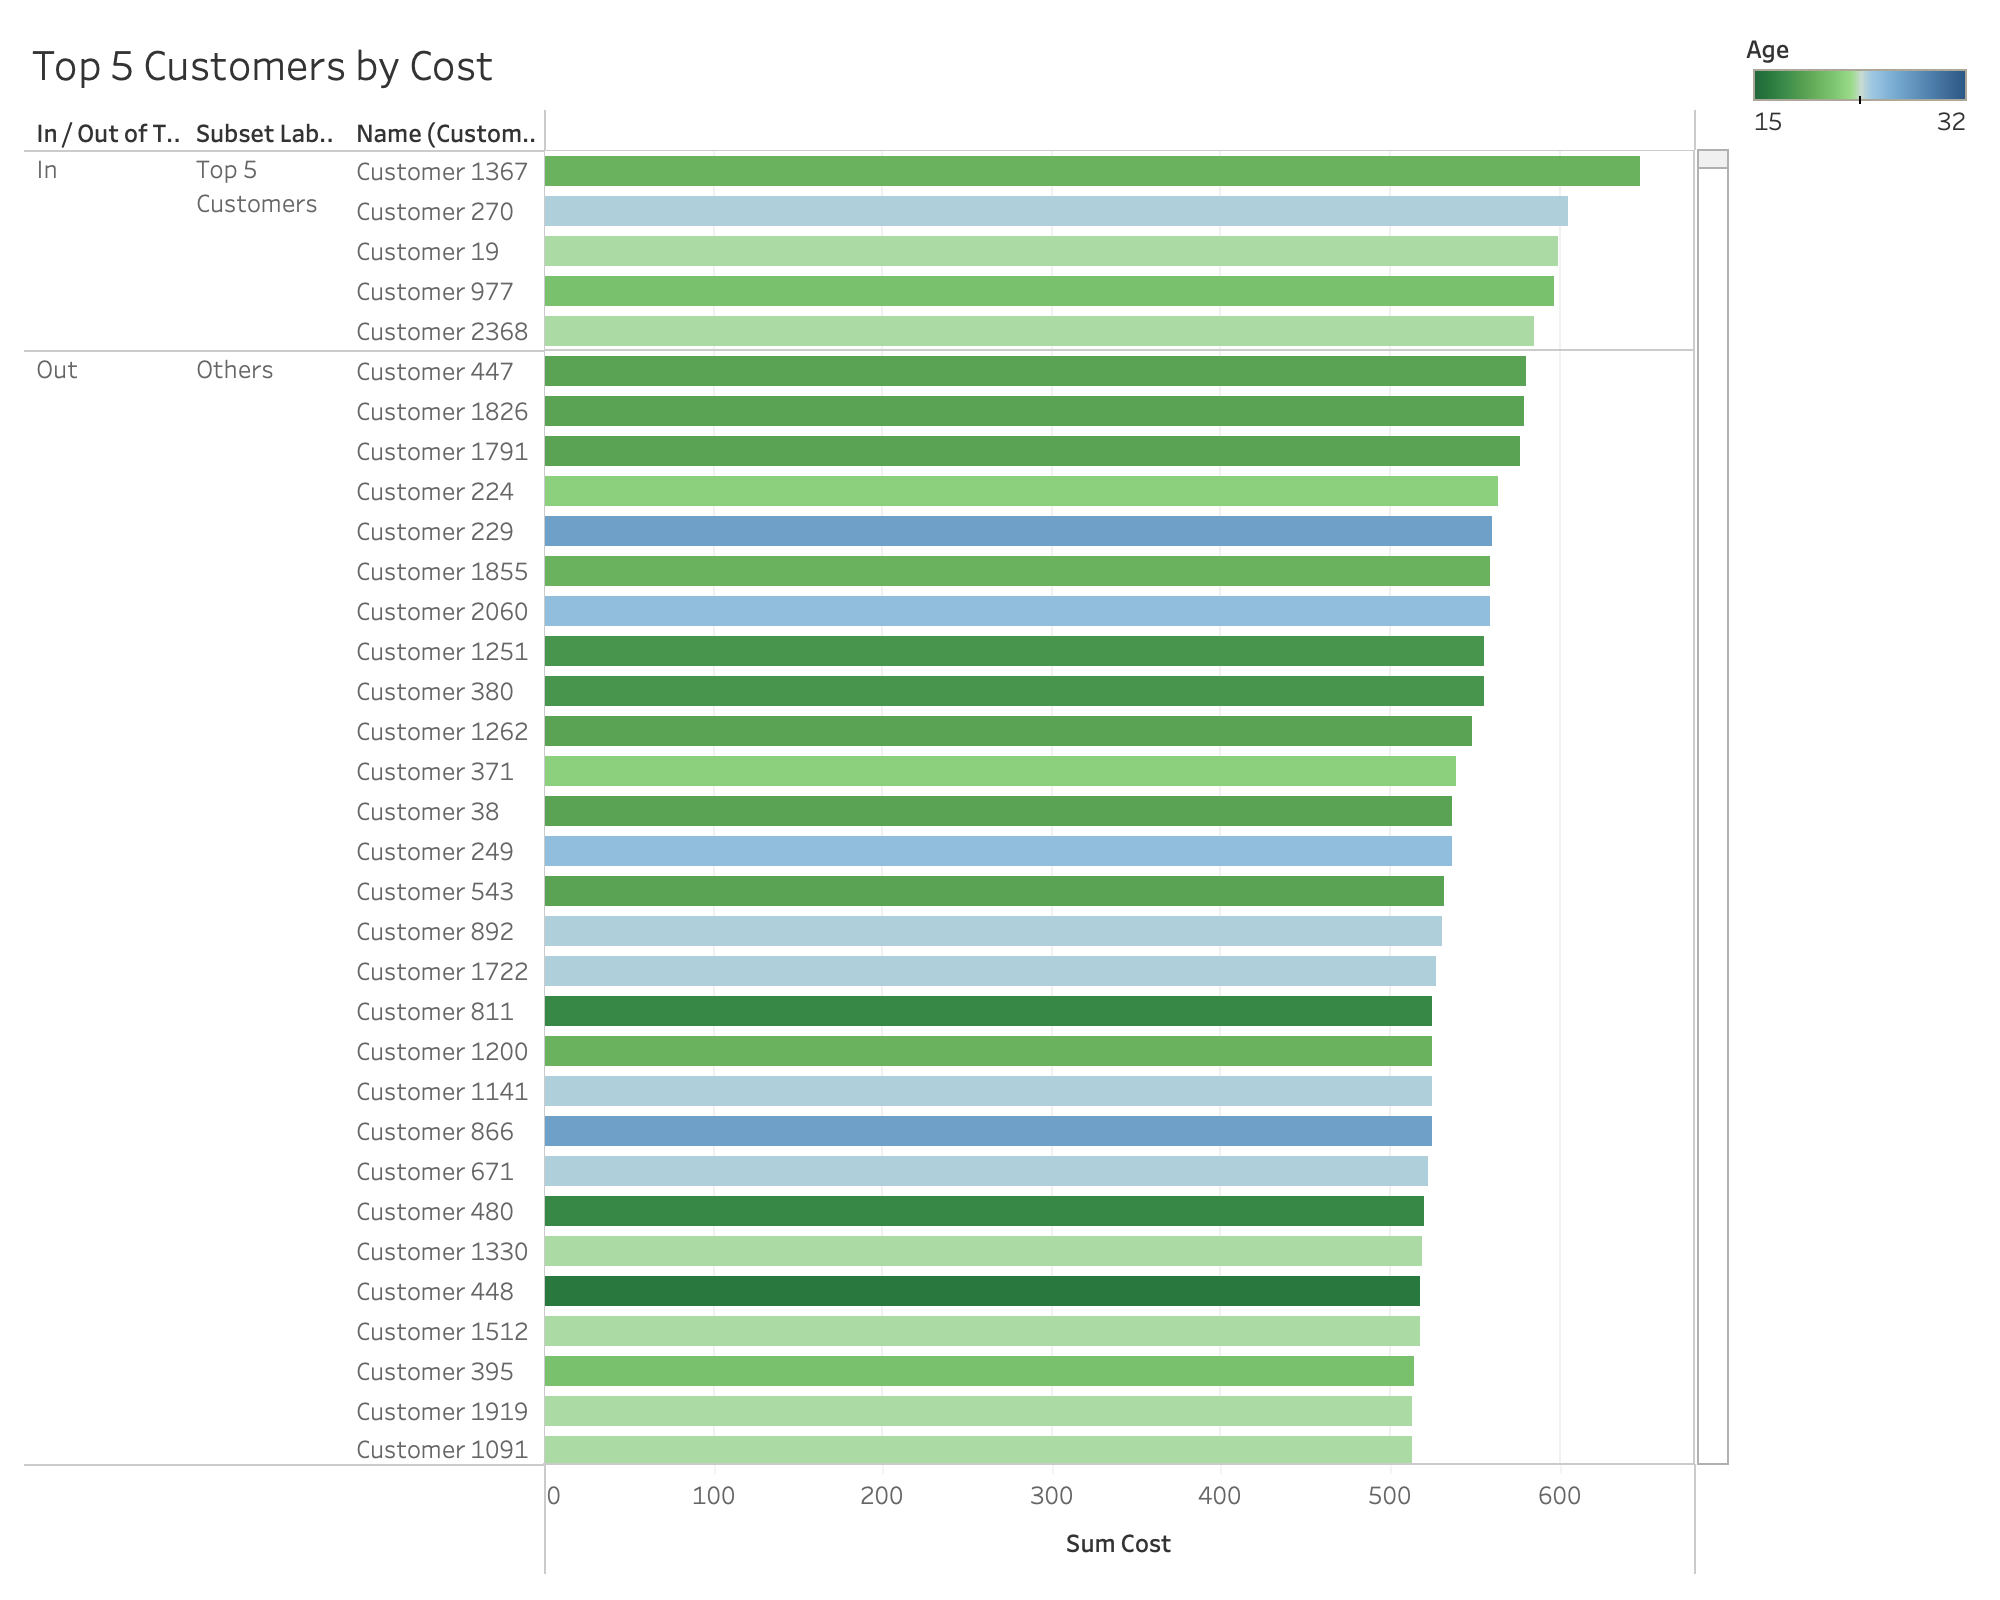 Top 5 Customers by Cost
Age
15 32
In / Out of T.. Subset Lab.. Name (Custom..
In Top 5 Customers Customer 1367
Customer 270
Customer 19
Customer 977
Customer 2368
Out Others Customer 447
Customer 1826
Customer 1791
Customer 224
Customer 229
Customer 1855
Customer 2060
Customer 1251
Customer 380
Customer 1262
Customer 371
Customer 38
Customer 249
Customer 543
Customer 892
Customer 1722
Customer 811
Customer 1200
Customer 1141
Customer 866
Customer 671
Customer 480
Customer 1330
Customer 448
Customer 1512
Customer 395
Customer 1919
Customer 1091
0 100 200 300 400 500 600
Sum Cost